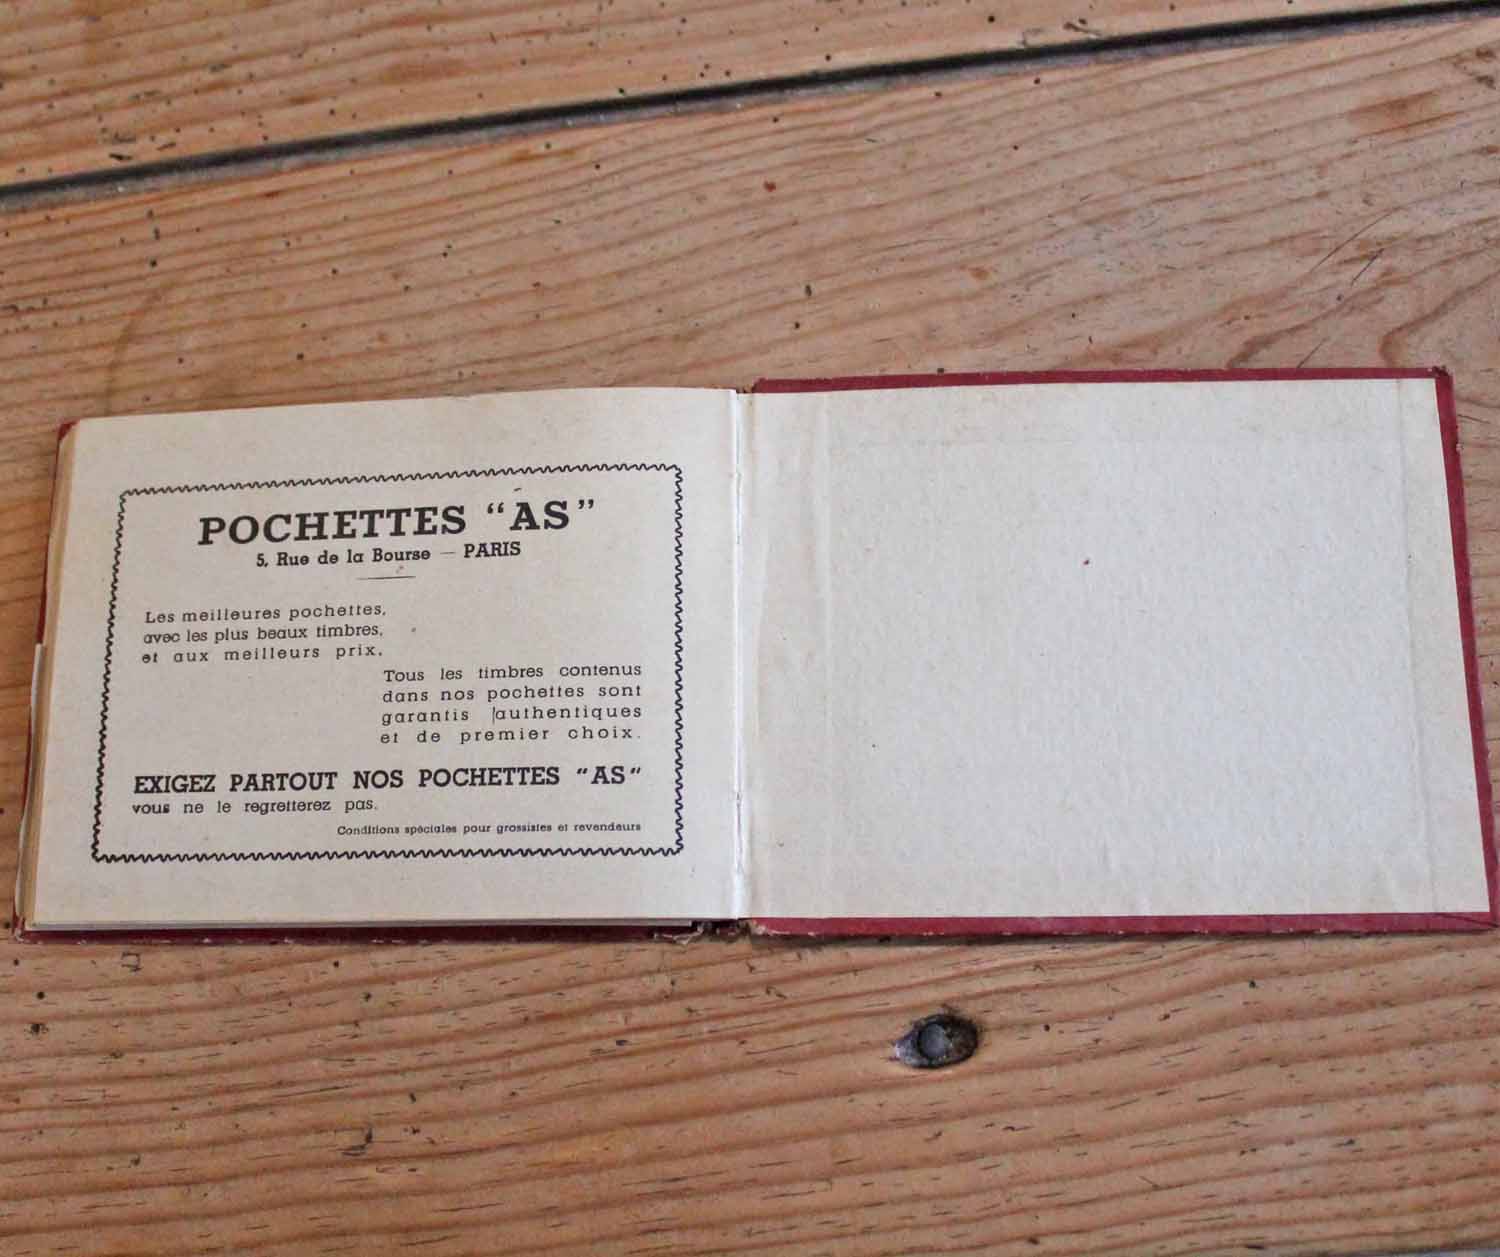 POCHETTES "AS"
5, Rue de la Bourse — PARIS
Les meilleures pochettes,
avec les plus beaux timbres,
et aux meilleurs prix.
Tous les timbres contenus
dans nos pochettes sont
garantis authentiques
et de premier choix.
EXIGEZ PARTOUT NOS POCHETTES "AS"
vous ne le regretterez pas.
Conditions spéciales pour grossistes et revendeurs